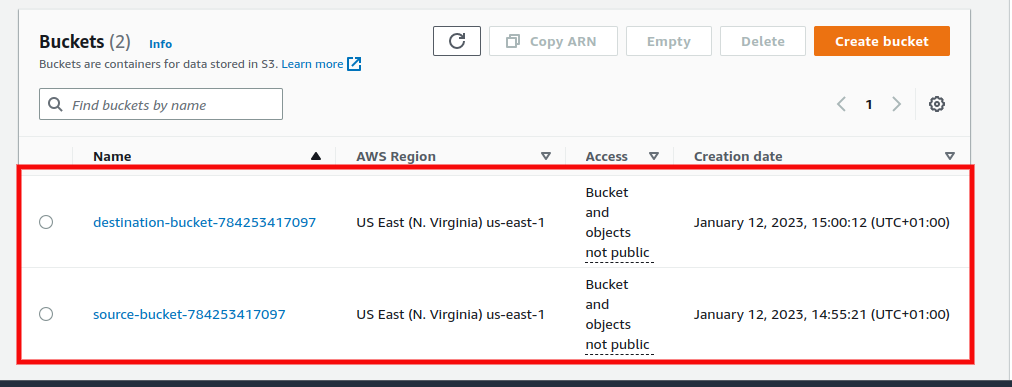 Buckets (2) Info
Copy ARN
Empty
Delete
Create bucket
Buckets are containers for data stored in S3. Learn more
Find buckets by name
1
Name AWS Region Access Creation date
destination-bucket-784253417097 US East (N. Virginia) us-east-1 Bucket
and
objects
not public January 12, 2023, 15:00:12 (UTC+01:00)
source-bucket-784253417097 US East (N. Virginia) us-east-1 Bucket
and
objects
not public January 12, 2023, 14:55:21 (UTC+01:00)